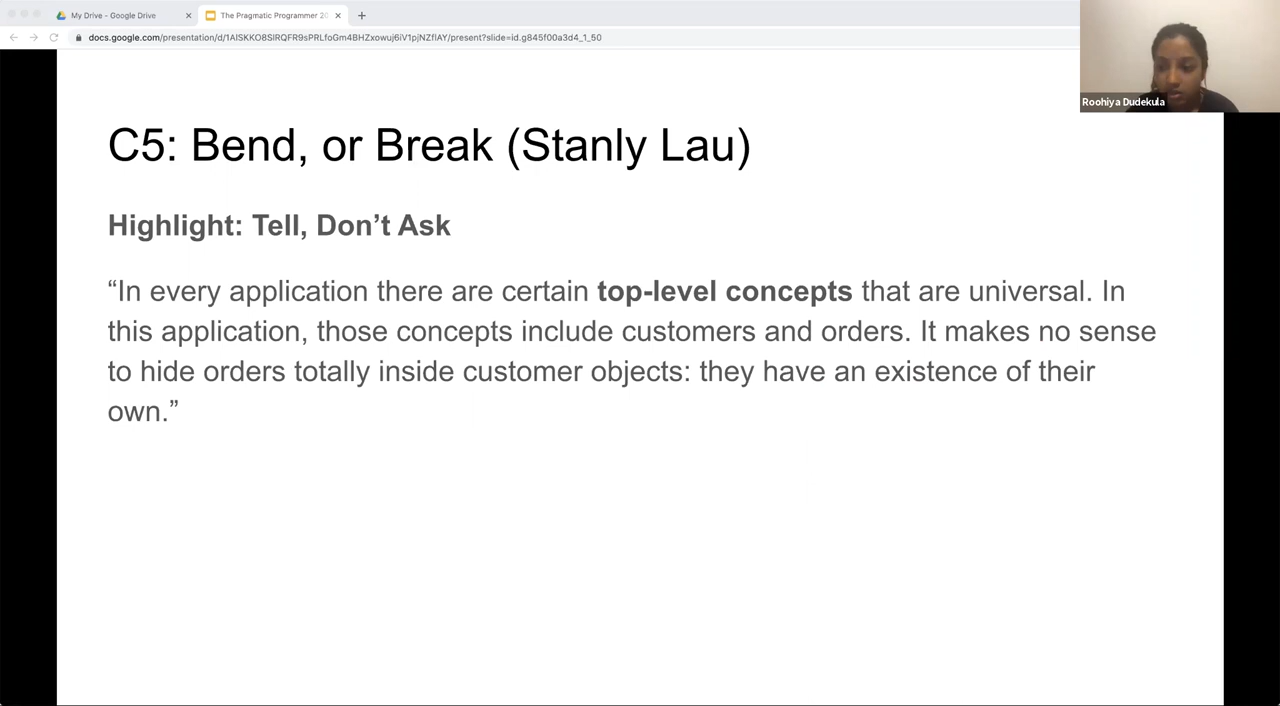 My Drive - Google Drive
The Pragmatic Programmer 20
docs.google.com/presentation/d/1AlSKKO8SlRQFR9sPRLfoGm4BHZxowuj6iV1pjNZflAY/present?slide=id.g845f00a3d4_1_50
Roohiya Dudekula
C5: Bend, or Break (Stanly Lau)
Highlight: Tell, Don’t Ask
“In every application there are certain top-level concepts that are universal. In
this application, those concepts include customers and orders. It makes no sense
to hide orders totally inside customer objects: they have an existence of their
own.”